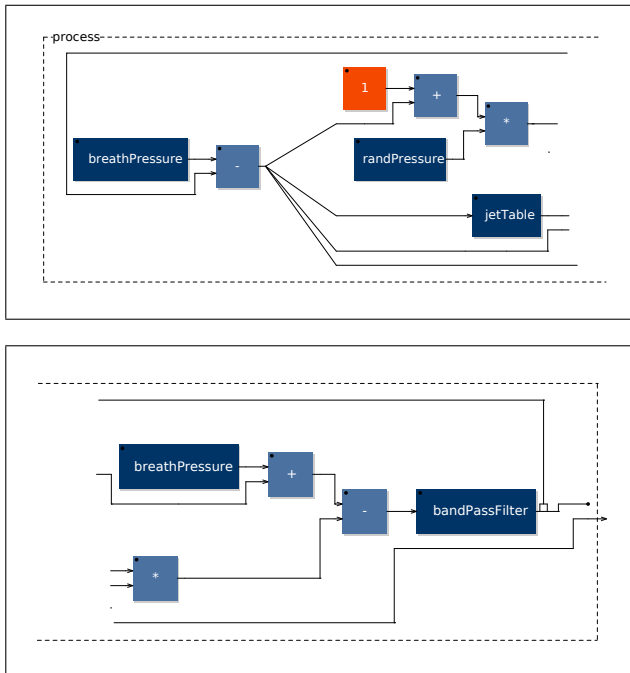 process
1
+
*
breathPressure
-
randPressure
jetTable
breathPressure
+
-
bandPassFilter
*